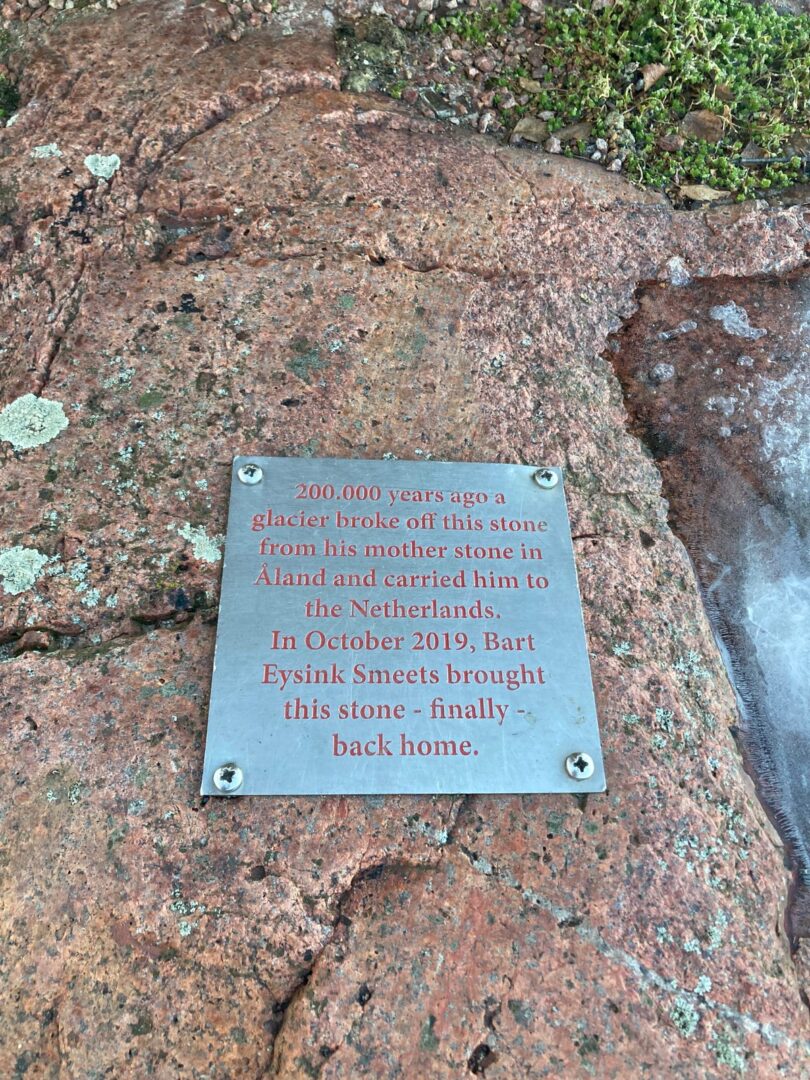 200.000 years ago a
glacier broke off this stone
from his mother stone in
Åland and carried him to
the Netherlands.
In October 2019, Bart
Eysink Smeets brought
this stone - finally -
back home.